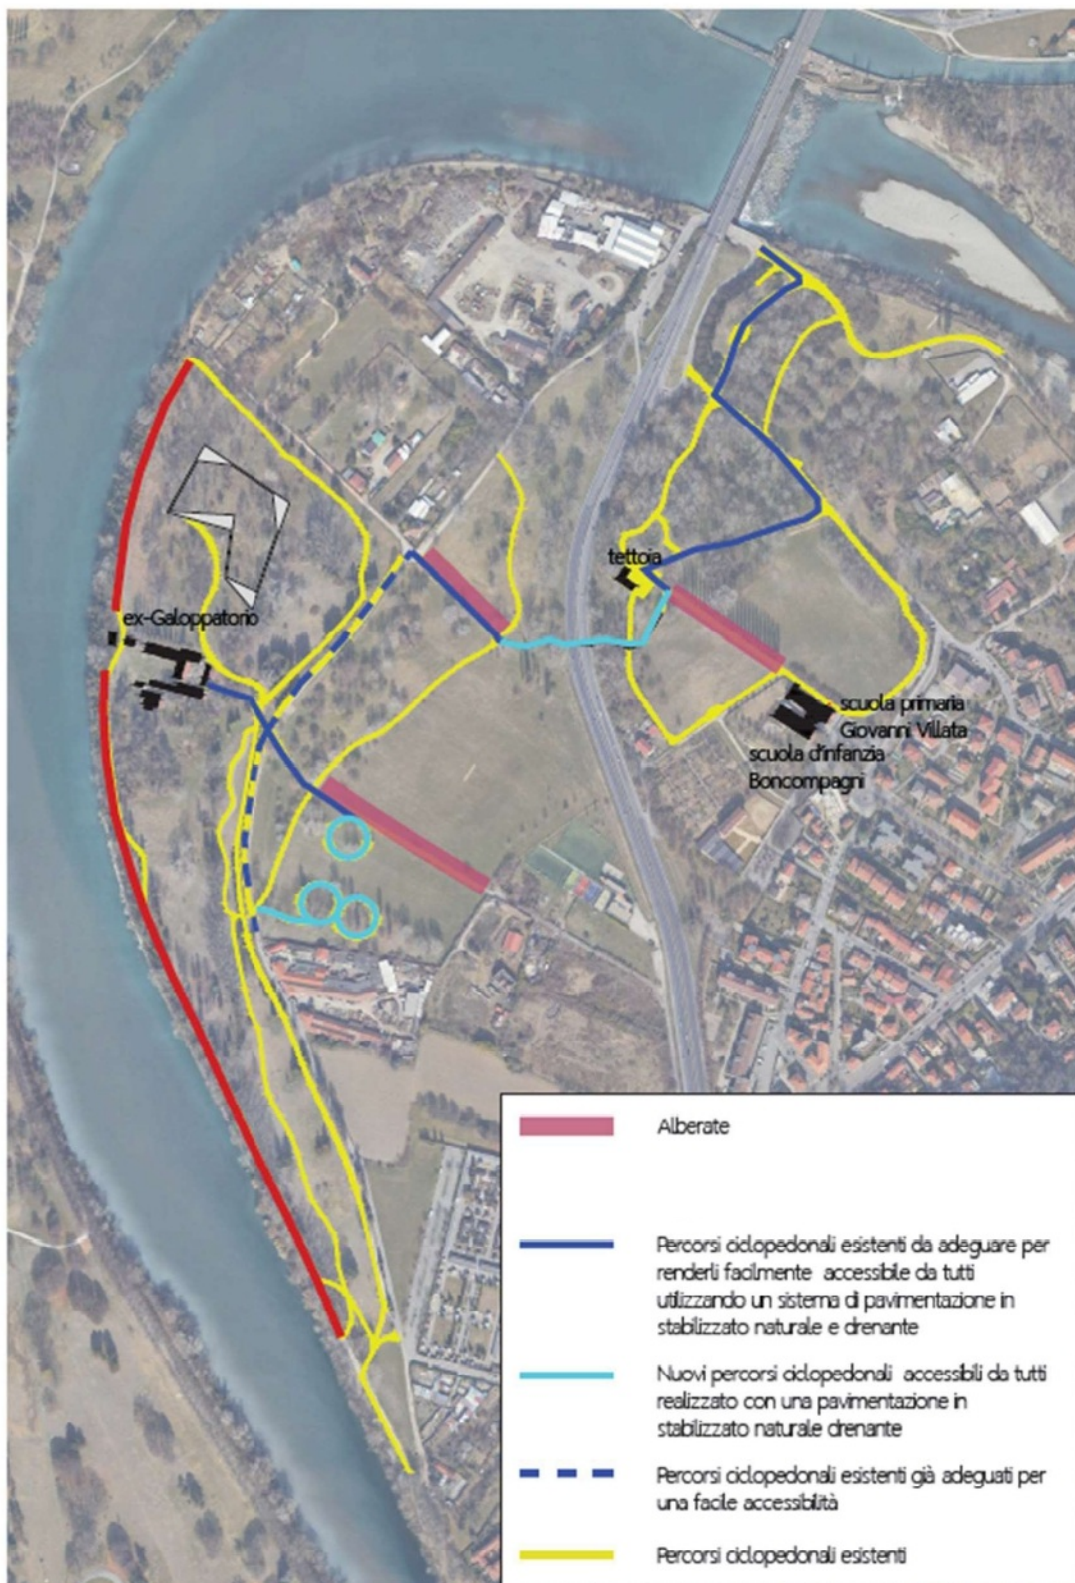 tettoia
ex-Galoppatorio
scuola primaria
Giovanni Villata
scuola d'infanzia
Boncompagni
Alberate
Percorsi ciclopedonali esistenti da adeguare per
renderli facilmente accessibile da tutti
utilizzando un sistema di pavimentazione in
stabilizzato naturale e drenante
Nuovi percorsi ciclopedonali accessibili da tutti
realizzato con una pavimentazione in
stabilizzato naturale drenante
Percorsi ciclopedonali esistenti già adeguati per
una facile accessibilità
Percorsi ciclopedonali esistenti